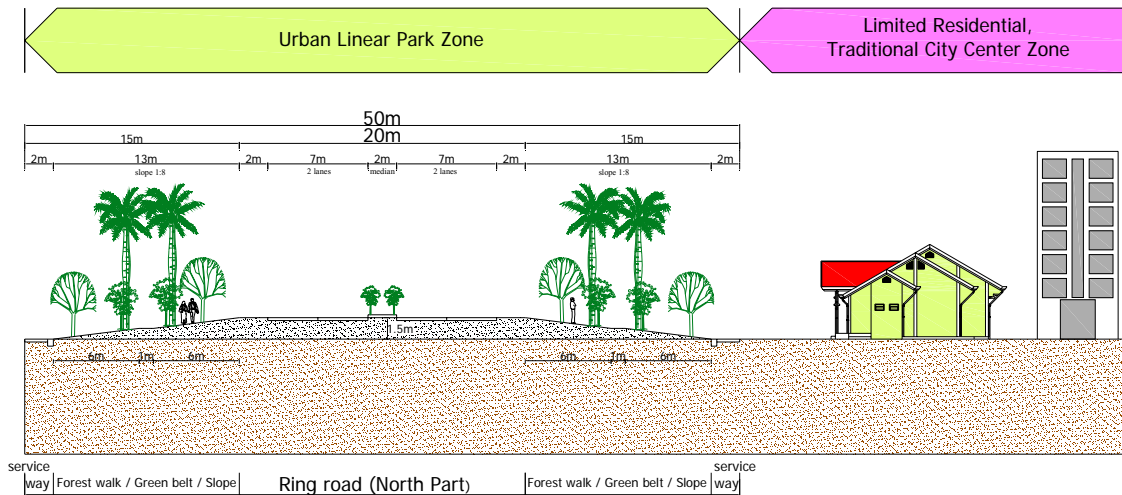 Urban Linear Park Zone
Limited Residential,
Traditional City Center Zone
50m
15m 20m 15m
2m 13m 2m 7m 2m 7m 2m 13m 2m
slope 1:8 2 lanes median 2 lanes slope 1:8
1.5m
6m 1m 6m 6m 1m 6m
service way
Forest walk / Green belt / Slope
Ring road (North Part)
Forest walk / Green belt / Slope
service way